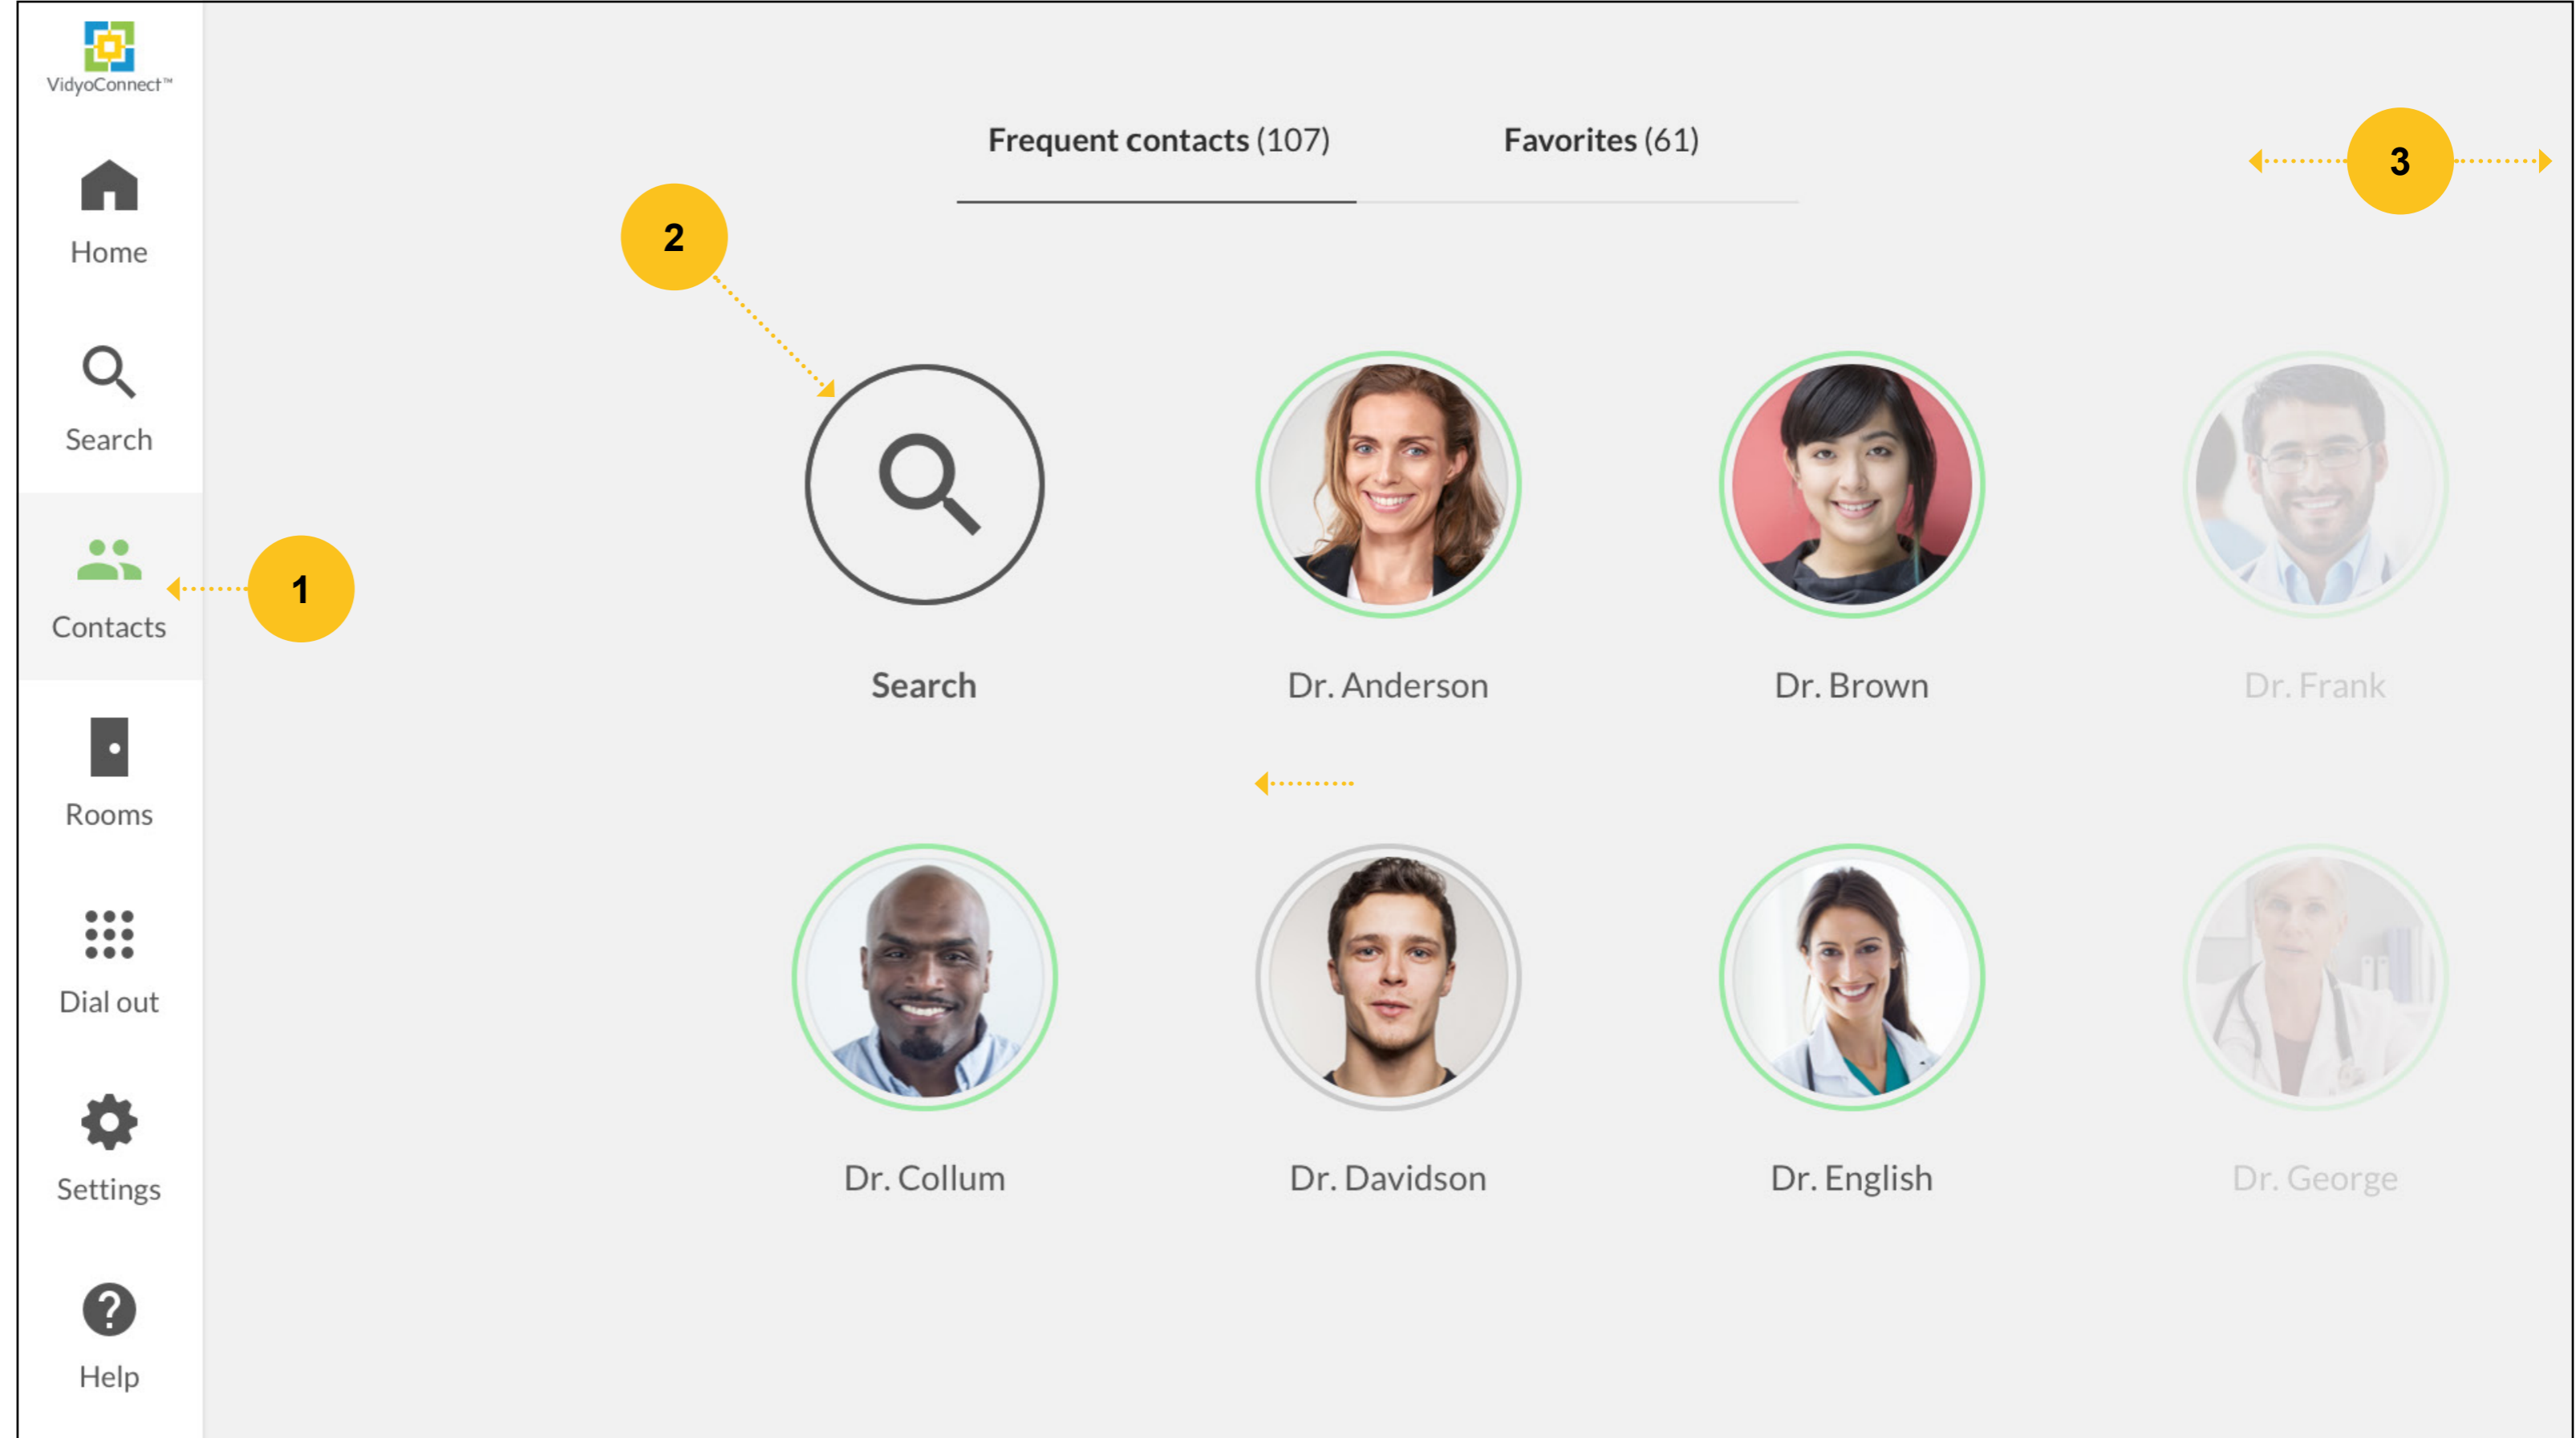 VidyoConnect™
Home
Search
Contacts
Rooms
Dial out
Settings
Help
1
2
3
Frequent contacts (107)
Favorites (61)
Search
Dr. Anderson
Dr. Brown
Dr. Frank
Dr. Collum
Dr. Davidson
Dr. English
Dr. George